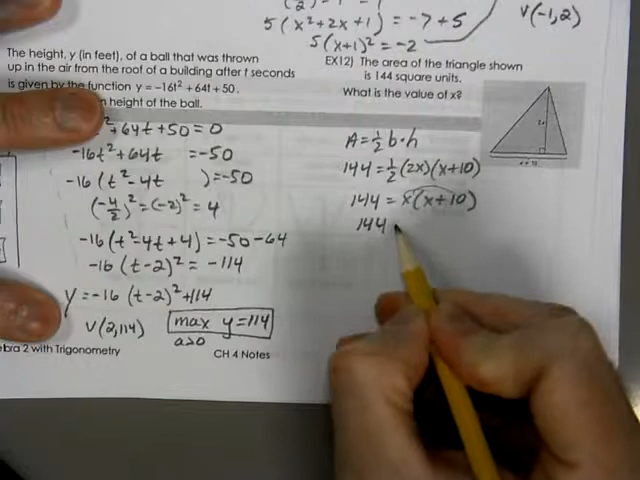 5(x²+2x+1) = -7+5
5(x+1)² = -2
V(-1,2)
The height, y (in feet), of a ball that was thrown
up in the air from the roof of a building after t seconds
is given by the function y = –16t² + 64t + 50.
height of the ball.
+64t+50=0
-16t²+64t =-50
-16(t²-4t )=-50
(-4/2)²=(-2)²= 4
-16(t²-4t+4)=-50-64
-16(t-2)² = -114
y=-16(t-2)²+114
V(2,114)
max y=114
a>0
bra 2 with Trigonometry
CH 4 Notes
EX12) The area of the triangle shown
is 144 square units.
What is the value of x?
2x
x + 10
A=½b·h
144=½(2x)(x+10)
144 = x(x+10)
144